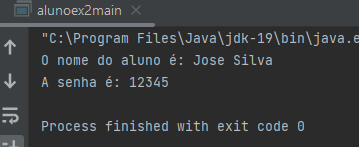 alunoex2main
"C:\Program Files\Java\jdk-19\bin\java.e
O nome do aluno é: Jose Silva
A senha é: 12345
Process finished with exit code 0